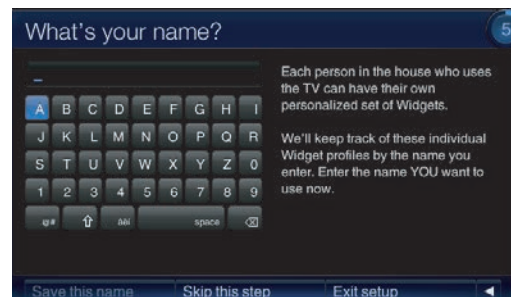 What's your name?
5
_
Each person in the house who uses
the TV can have their own
personalized set of Widgets.
We'll keep track of these individual
Widget profiles by the name you
enter. Enter the name YOU want to
use now.
A B C D E F G H I
J K L M N O P Q R
S T U V W X Y Z 0
1 2 3 4 5 6 7 8 9
@# space
Save this name Skip this step Exit setup